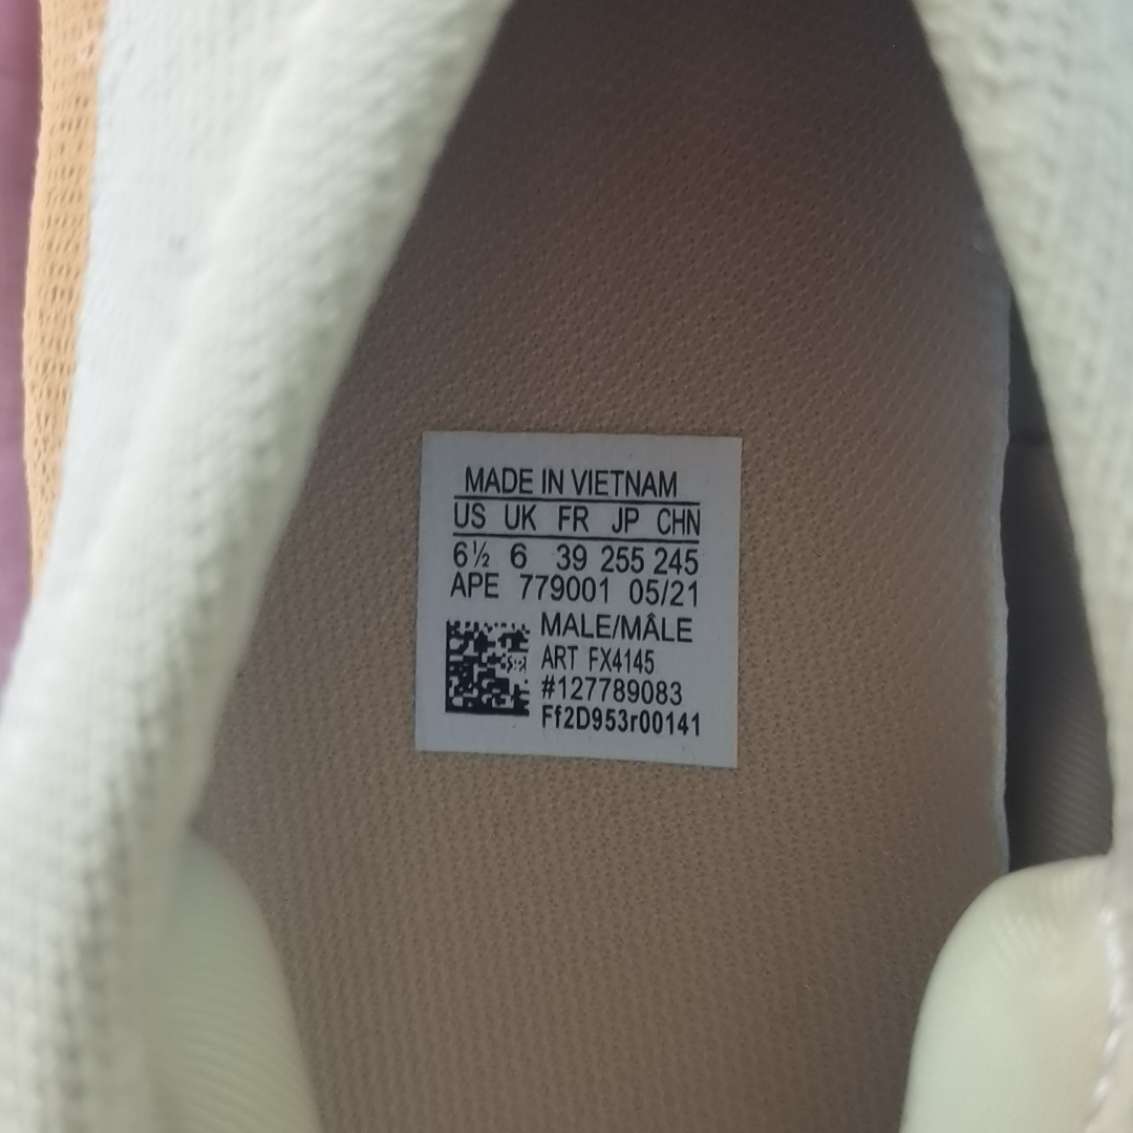 MADE IN VIETNAM
US UK FR JP CHN
6½ 6 39 255 245
APE 779001 05/21
MALE/MÂLE
ART FX4145
#127789083
Ff2D953r00141